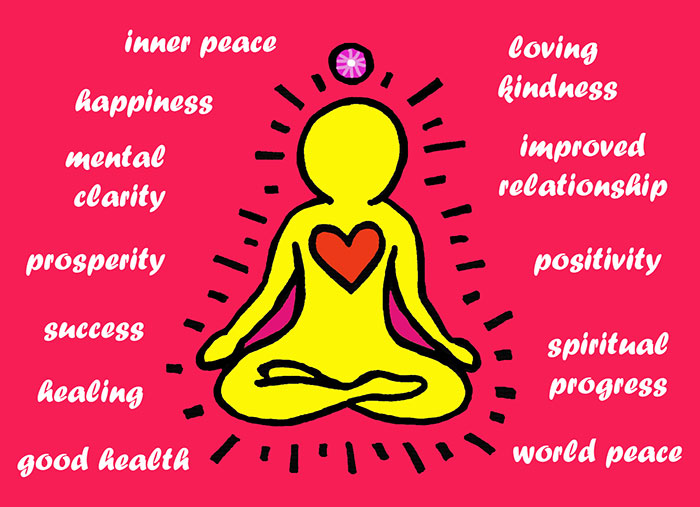 inner peace
happiness
mental
clarity
prosperity
success
healing
good health
loving
kindness
improved
relationship
positivity
spiritual
progress
world peace